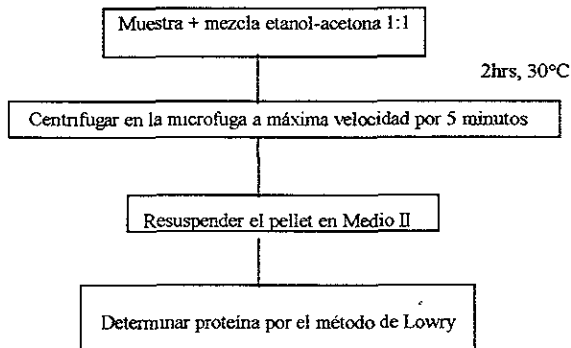 Muestra + mezcla etanol-acetona 1:1
2hrs, 30°C
Centrifugar en la microfuga a máxima velocidad por 5 minutos
Resuspender el pellet en Medio II
Determinar proteína por el método de Lowry